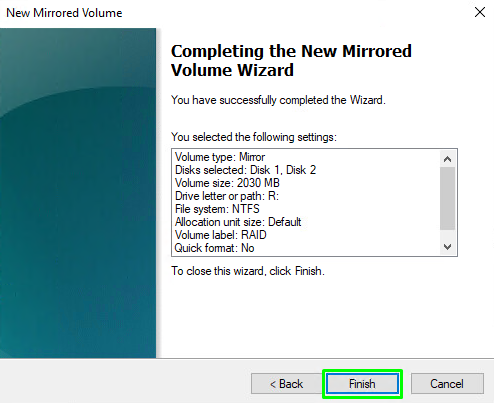 New Mirrored Volume
Completing the New Mirrored
Volume Wizard
You have successfully completed the Wizard.
You selected the following settings:
Volume type: Mirror
Disks selected: Disk 1, Disk 2
Volume size: 2030 MB
Drive letter or path: R:
File system: NTFS
Allocation unit size: Default
Volume label: RAID
Quick format: No
To close this wizard, click Finish.
< Back
Finish
Cancel